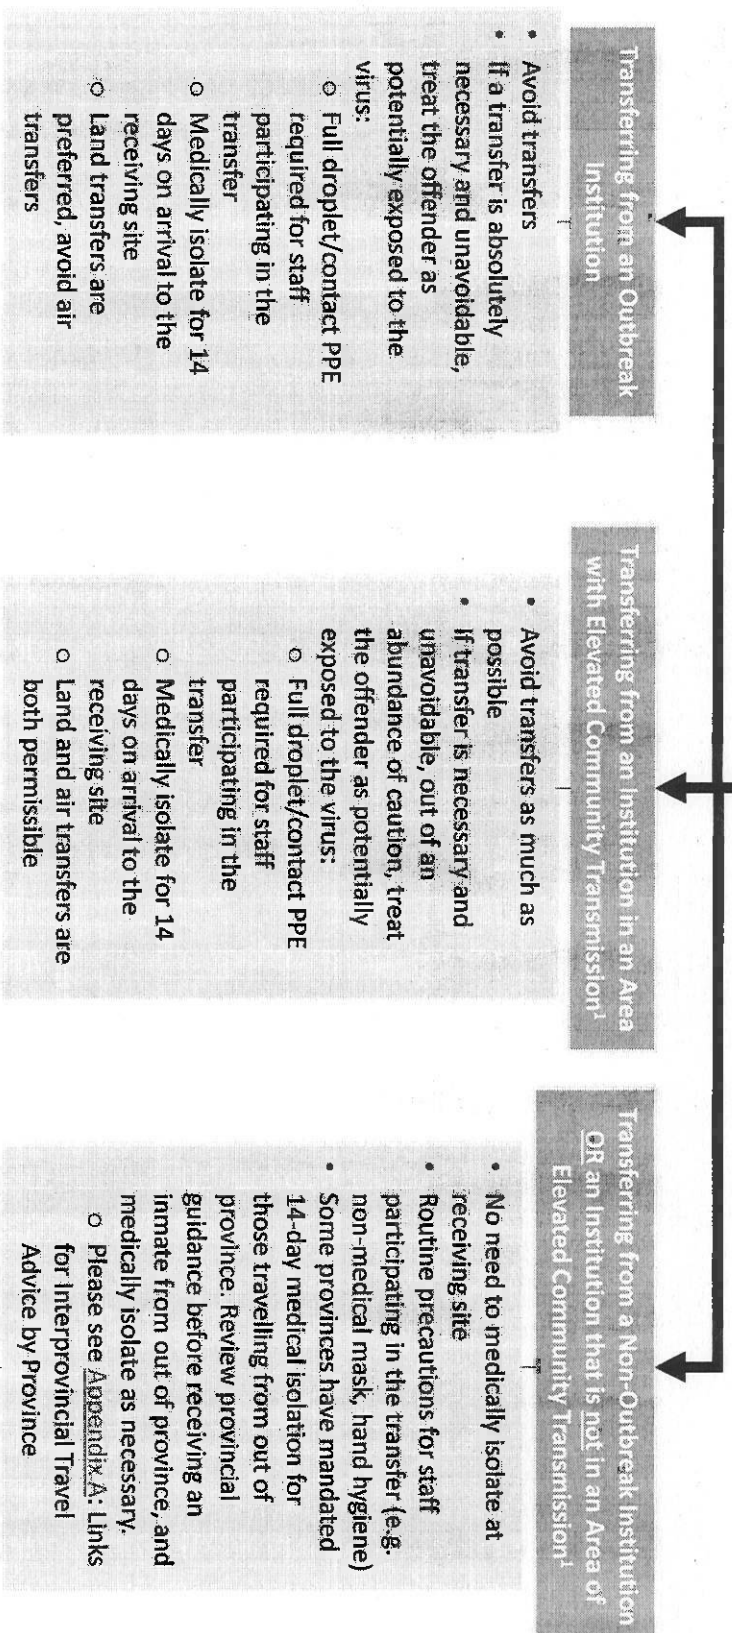 Transferring from an Outbreak
Institution
• Avoid transfers
• If a transfer is absolutely
necessary and unavoidable,
treat the offender as
potentially exposed to the
virus:
o Full droplet/contact PPE
required for staff
participating in the
transfer
o Medically isolate for 14
days on arrival to the
receiving site
o Land transfers are
preferred, avoid air
transfers
Transferring from an Institution in an Area
with Elevated Community Transmission¹
• Avoid transfers as much as
possible
• If transfer is necessary and
unavoidable, out of an
abundance of caution, treat
the offender as potentially
exposed to the virus:
o Full droplet/contact PPE
required for staff
participating in the
transfer
o Medically isolate for 14
days on arrival to the
receiving site
o Land and air transfers are
both permissible
Transferring from a Non-Outbreak Institution
OR an Institution that is not in an Area of
Elevated Community Transmission¹
• No need to medically isolate at
receiving site
• Routine precautions for staff
participating in the transfer (e.g.
non-medical mask, hand hygiene)
• Some provinces have mandated
14-day medical isolation for
those travelling from out of
province. Review provincial
guidance before receiving an
inmate from out of province, and
medically isolate as necessary.
o Please see Appendix A: Links
for Interprovincial Travel
Advice by Province